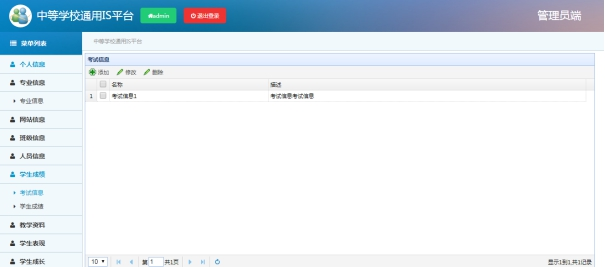 中等学校通用IS平台 admin 退出登录 管理员端
菜单列表
中等学校通用IS平台
个人信息
专业信息
专业信息
网站信息
班级信息
人员信息
学生成绩
考试信息
学生成绩
教学资料
学生表现
学生成长
考试信息
添加 修改 删除
名称 描述
1 考试信息1 考试信息考试信息
10 第 1 共1页 显示1到1,共1记录